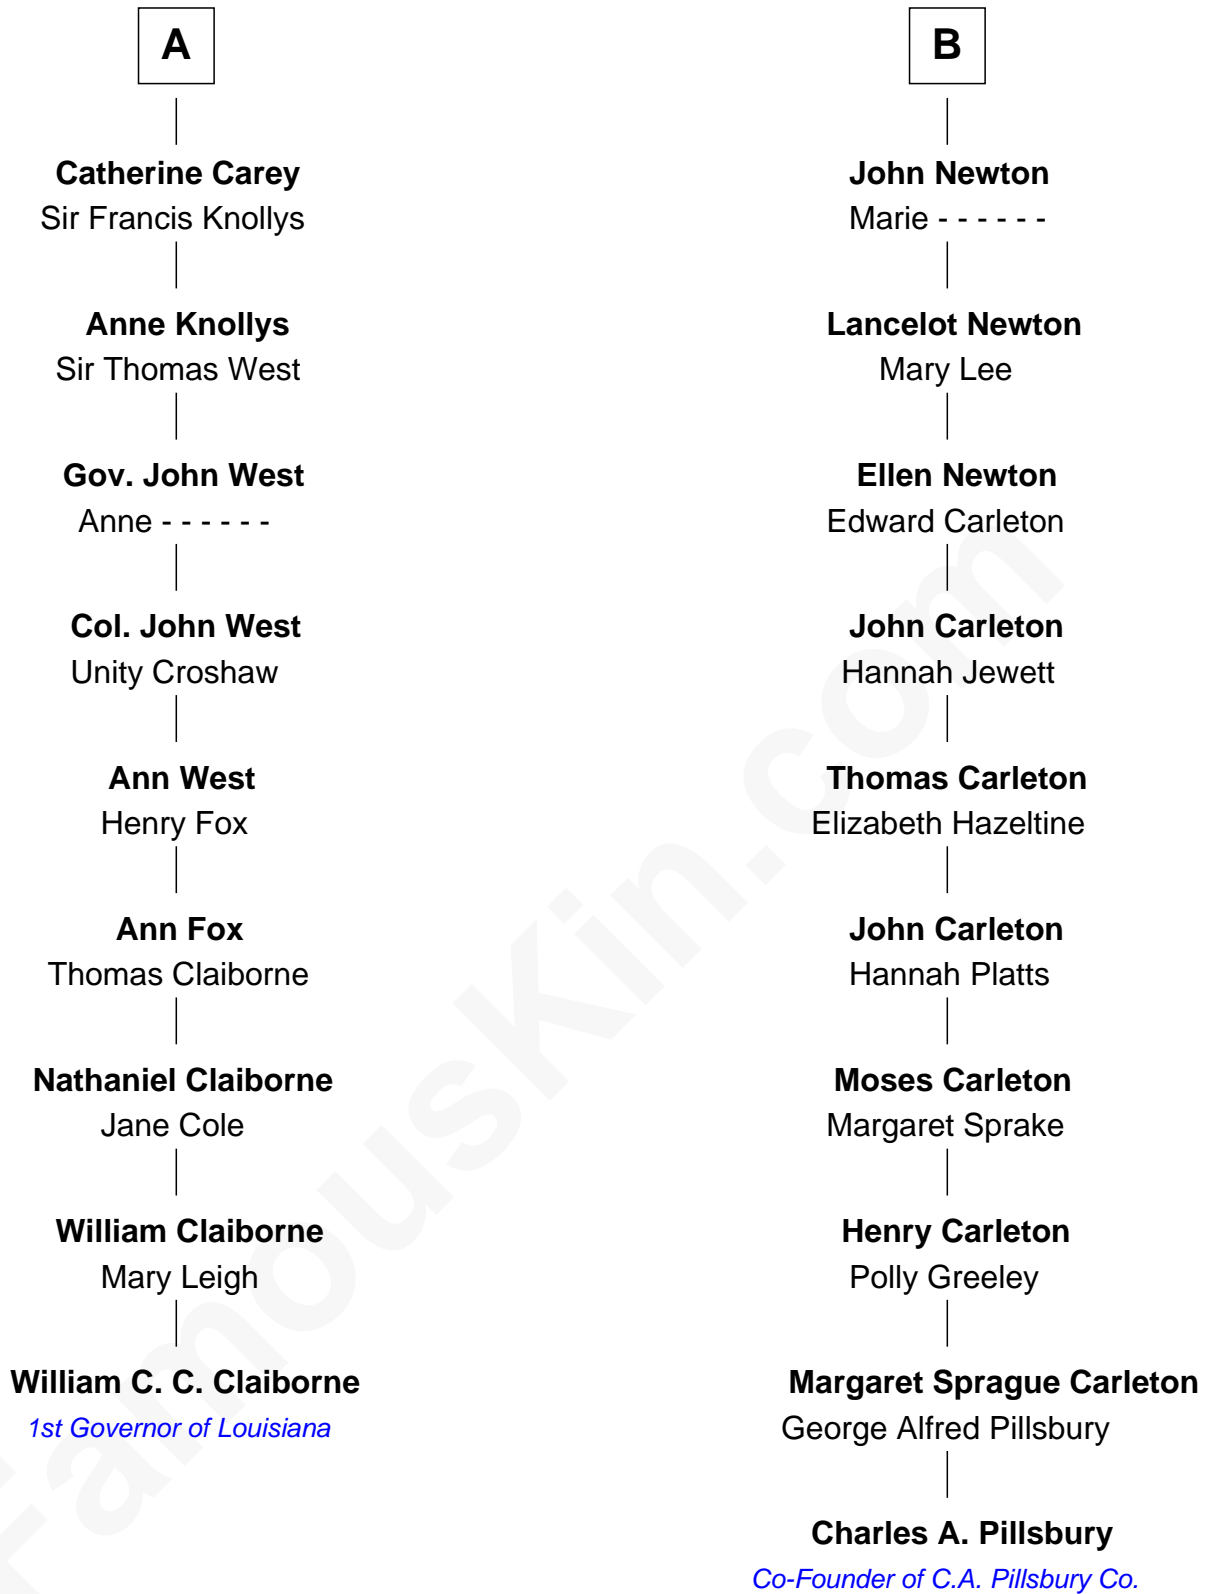 A
Catherine Carey
Sir Francis Knollys
Anne Knollys
Sir Thomas West
Gov. John West
Anne - - - - - -
Col. John West
Unity Croshaw
Ann West
Henry Fox
Ann Fox
Thomas Claiborne
Nathaniel Claiborne
Jane Cole
William Claiborne
Mary Leigh
William C. C. Claiborne
1st Governor of Louisiana
B
John Newton
Marie - - - - - -
Lancelot Newton
Mary Lee
Ellen Newton
Edward Carleton
John Carleton
Hannah Jewett
Thomas Carleton
Elizabeth Hazeltine
John Carleton
Hannah Platts
Moses Carleton
Margaret Sprake
Henry Carleton
Polly Greeley
Margaret Sprague Carleton
George Alfred Pillsbury
Charles A. Pillsbury
Co-Founder of C.A. Pillsbury Co.
FamousKin.com